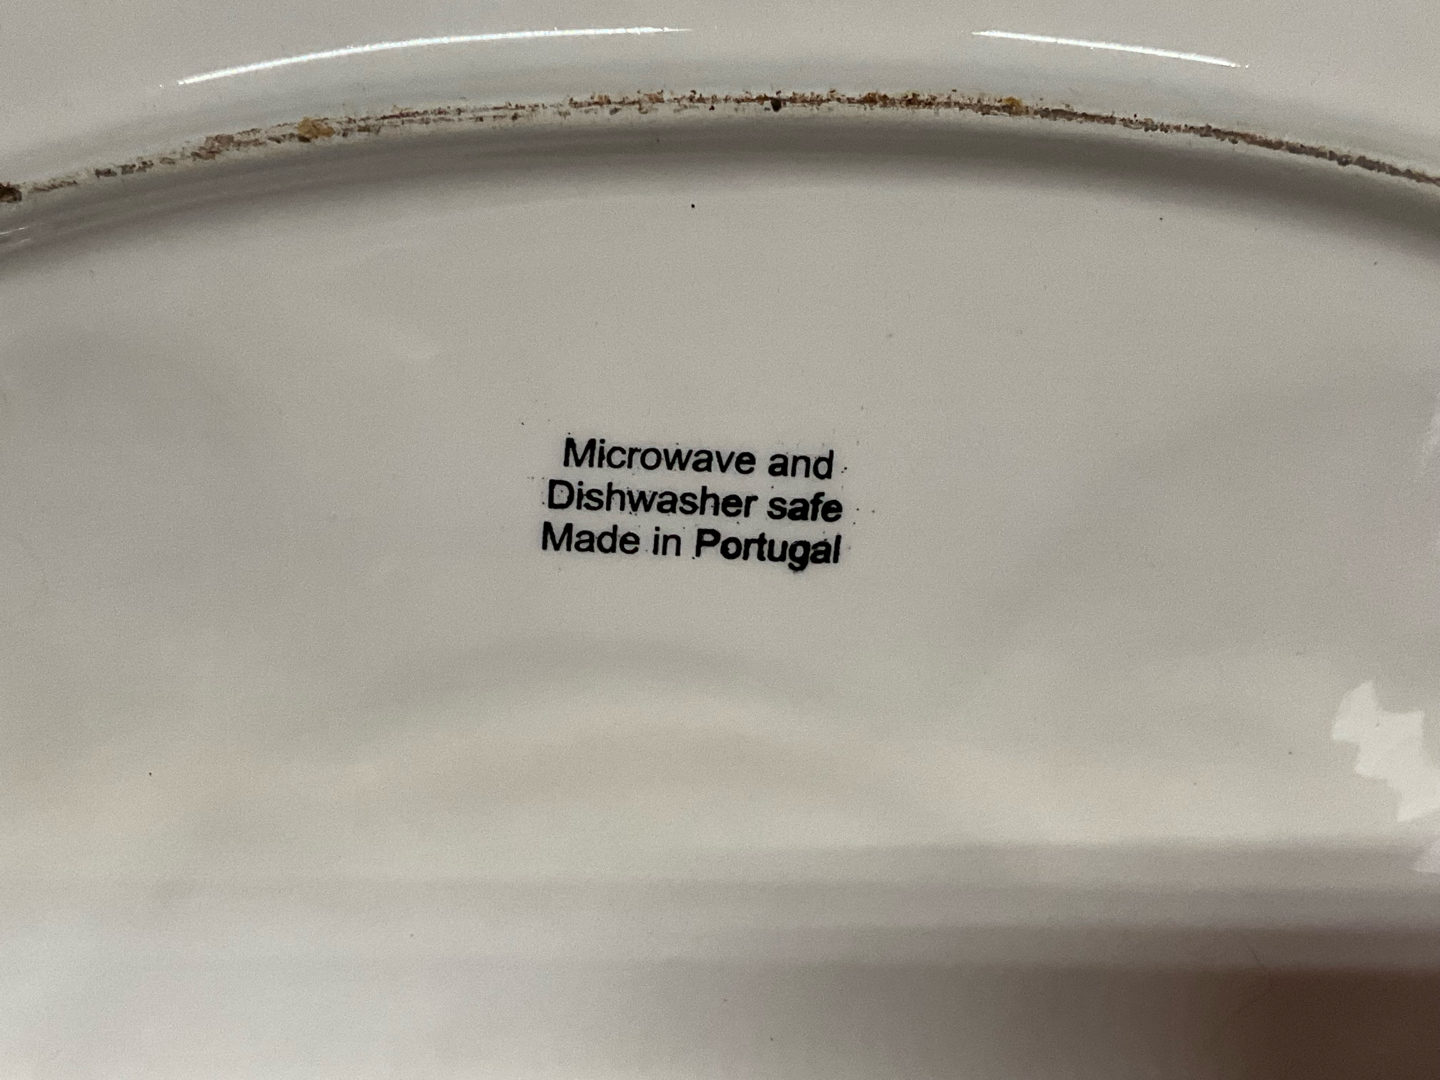 Microwave and
Dishwasher safe
Made in Portugal